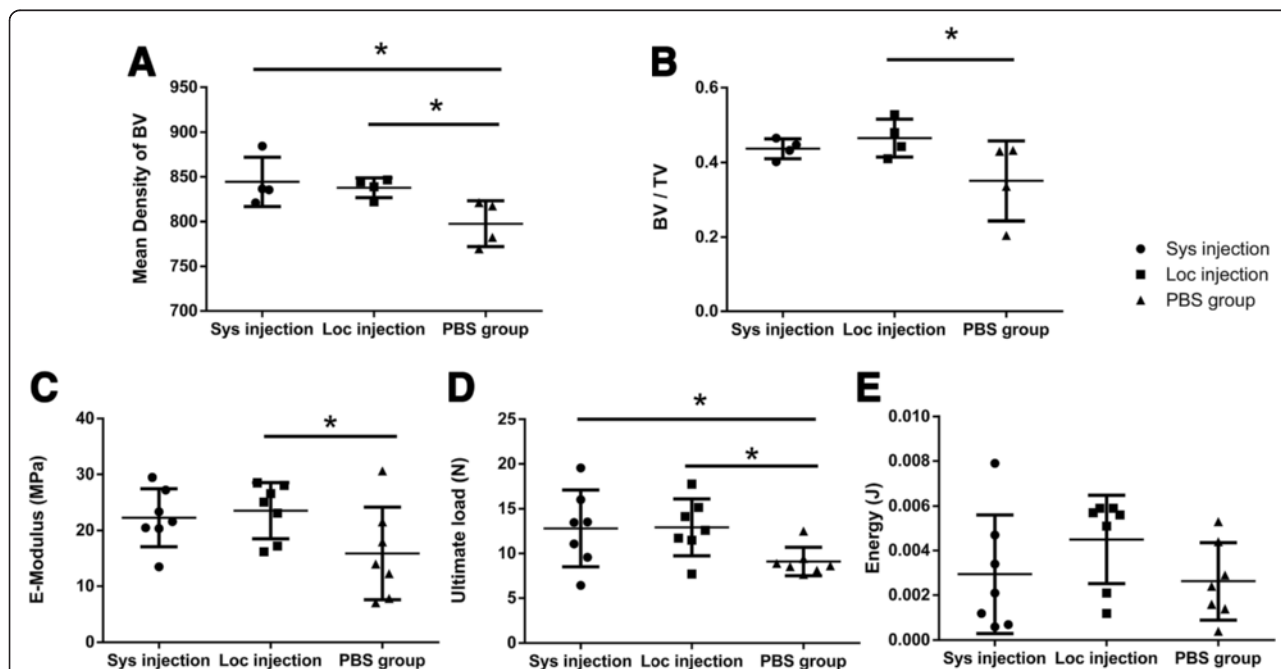 A
*
*
Mean Density of BV
950
900
850
800
750
700
Sys injection Loc injection PBS group
B
*
BV / TV
0.6
0.4
0.2
0.0
Sys injection Loc injection PBS group
Sys injection
Loc injection
PBS group
C
*
E-Modulus (MPa)
40
30
20
10
0
Sys injection Loc injection PBS group
D
*
*
Ultimate load (N)
25
20
15
10
5
0
Sys injection Loc injection PBS group
E
Energy (J)
0.010
0.008
0.006
0.004
0.002
0.000
Sys injection Loc injection PBS group